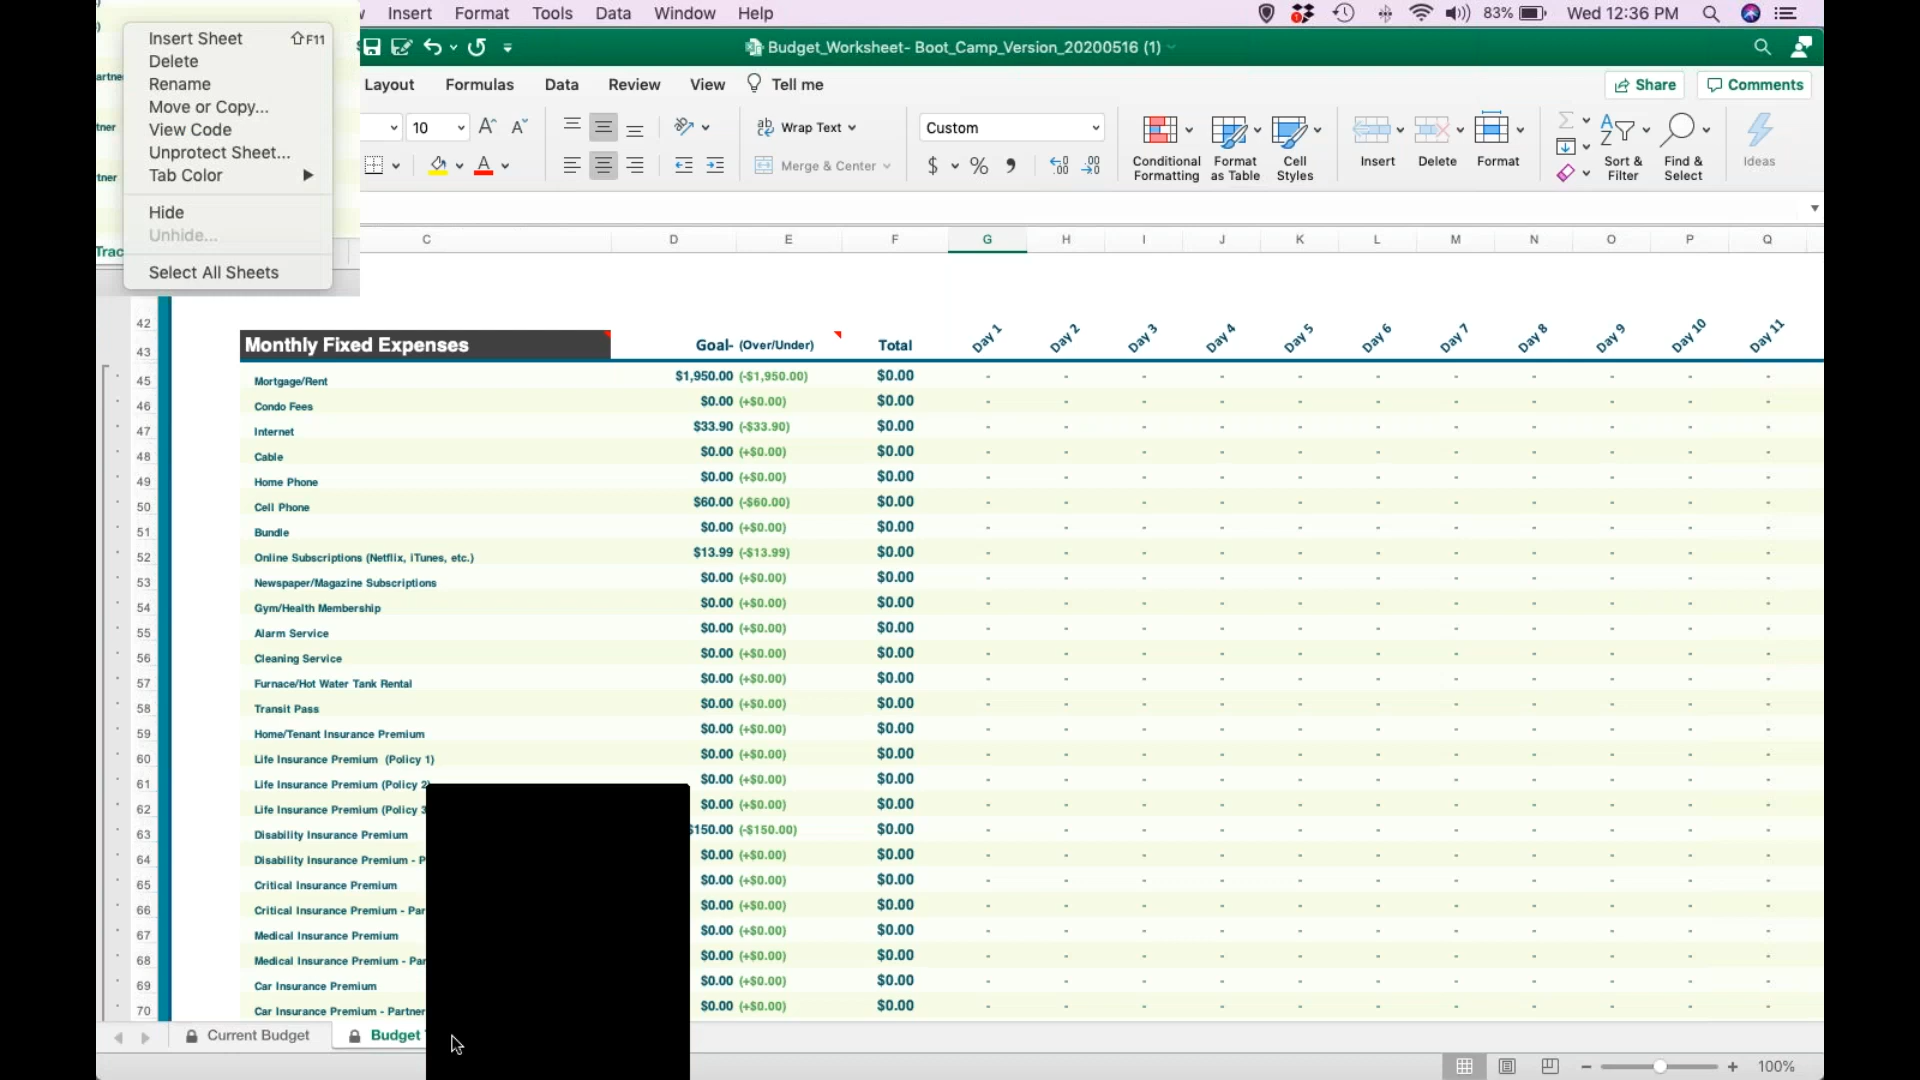 Insert Format Tools Data Window Help 83% Wed 12:36 PM
Insert Sheet ⇧F11
Delete
Rename
Move or Copy...
View Code
Unprotect Sheet...
Tab Color
Hide
Unhide...
Select All Sheets
Budget_Worksheet- Boot_Camp_Version_20200516 (1)
Layout Formulas Data Review View Tell me Share Comments
10 Wrap Text Custom
Merge & Center $ % Conditional Formatting Format as Table Cell Styles Insert Delete Format Sort & Filter Find & Select Ideas
C D E F G H I J K L M N O P Q
42
43 Monthly Fixed Expenses Goal- (Over/Under) Total Day 1 Day 2 Day 3 Day 4 Day 5 Day 6 Day 7 Day 8 Day 9 Day 10 Day 11
45 Mortgage/Rent $1,950.00 (-$1,950.00) $0.00 - - - - - - - - - - -
46 Condo Fees $0.00 (+$0.00) $0.00 - - - - - - - - - - -
47 Internet $33.90 (-$33.90) $0.00 - - - - - - - - - - -
48 Cable $0.00 (+$0.00) $0.00 - - - - - - - - - - -
49 Home Phone $0.00 (+$0.00) $0.00 - - - - - - - - - - -
50 Cell Phone $60.00 (-$60.00) $0.00 - - - - - - - - - - -
51 Bundle $0.00 (+$0.00) $0.00 - - - - - - - - - - -
52 Online Subscriptions (Netflix, iTunes, etc.) $13.99 (-$13.99) $0.00 - - - - - - - - - - -
53 Newspaper/Magazine Subscriptions $0.00 (+$0.00) $0.00 - - - - - - - - - - -
54 Gym/Health Membership $0.00 (+$0.00) $0.00 - - - - - - - - - - -
55 Alarm Service $0.00 (+$0.00) $0.00 - - - - - - - - - - -
56 Cleaning Service $0.00 (+$0.00) $0.00 - - - - - - - - - - -
57 Furnace/Hot Water Tank Rental $0.00 (+$0.00) $0.00 - - - - - - - - - - -
58 Transit Pass $0.00 (+$0.00) $0.00 - - - - - - - - - - -
59 Home/Tenant Insurance Premium $0.00 (+$0.00) $0.00 - - - - - - - - - - -
60 Life Insurance Premium (Policy 1) $0.00 (+$0.00) $0.00 - - - - - - - - - - -
61 Life Insurance Premium (Policy 2) $0.00 (+$0.00) $0.00 - - - - - - - - - - -
62 Life Insurance Premium (Policy 3 $0.00 (+$0.00) $0.00 - - - - - - - - - - -
63 Disability Insurance Premium $150.00 (-$150.00) $0.00 - - - - - - - - - - -
64 Disability Insurance Premium - P $0.00 (+$0.00) $0.00 - - - - - - - - - - -
65 Critical Insurance Premium $0.00 (+$0.00) $0.00 - - - - - - - - - - -
66 Critical Insurance Premium - Par $0.00 (+$0.00) $0.00 - - - - - - - - - - -
67 Medical Insurance Premium $0.00 (+$0.00) $0.00 - - - - - - - - - - -
68 Medical Insurance Premium - Par $0.00 (+$0.00) $0.00 - - - - - - - - - - -
69 Car Insurance Premium $0.00 (+$0.00) $0.00 - - - - - - - - - - -
70 Car Insurance Premium - Partner $0.00 (+$0.00) $0.00 - - - - - - - - - - -
Current Budget Budget
100%